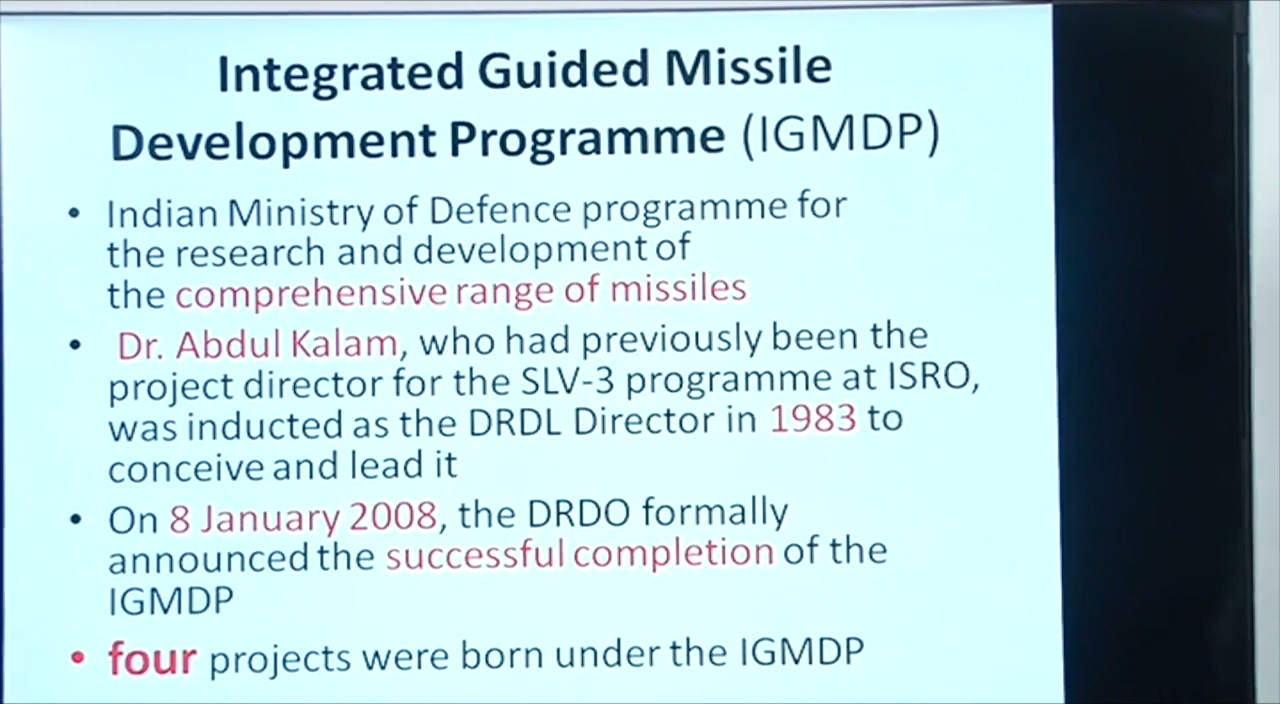 Integrated Guided Missile
Development Programme (IGMDP)
• Indian Ministry of Defence programme for
the research and development of
the comprehensive range of missiles
• Dr. Abdul Kalam, who had previously been the
project director for the SLV-3 programme at ISRO,
was inducted as the DRDL Director in 1983 to
conceive and lead it
• On 8 January 2008, the DRDO formally
announced the successful completion of the
IGMDP
• four projects were born under the IGMDP